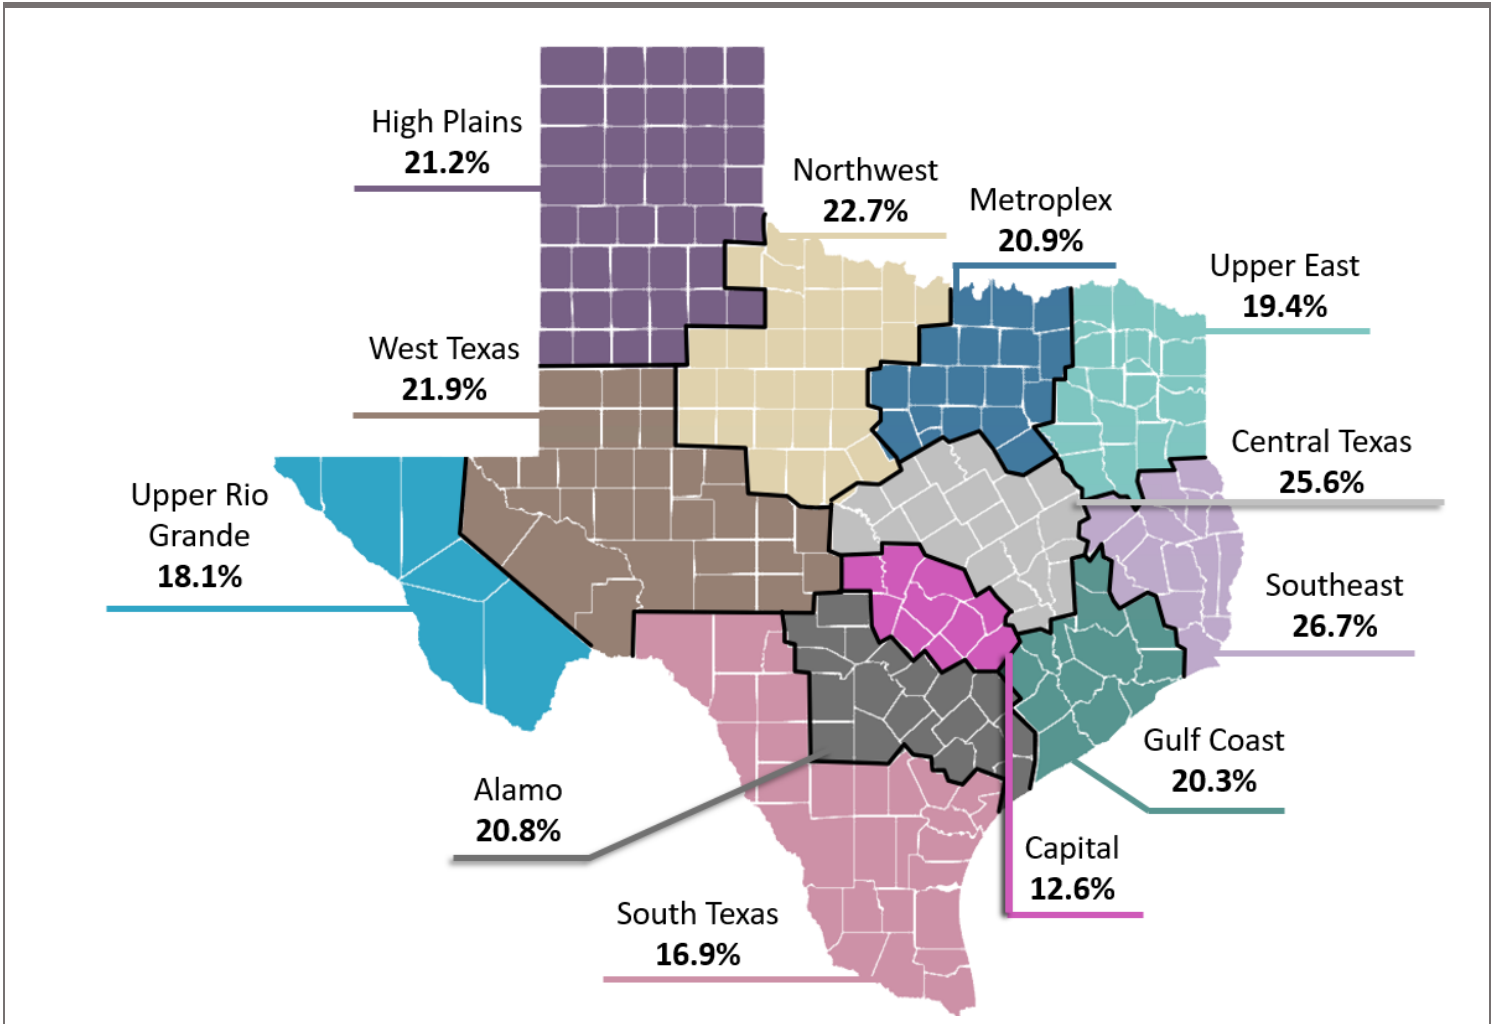 High Plains
21.2%
Northwest
22.7%
Metroplex
20.9%
Upper East
19.4%
West Texas
21.9%
Central Texas
25.6%
Upper Rio
Grande
18.1%
Southeast
26.7%
Gulf Coast
20.3%
Alamo
20.8%
Capital
12.6%
South Texas
16.9%